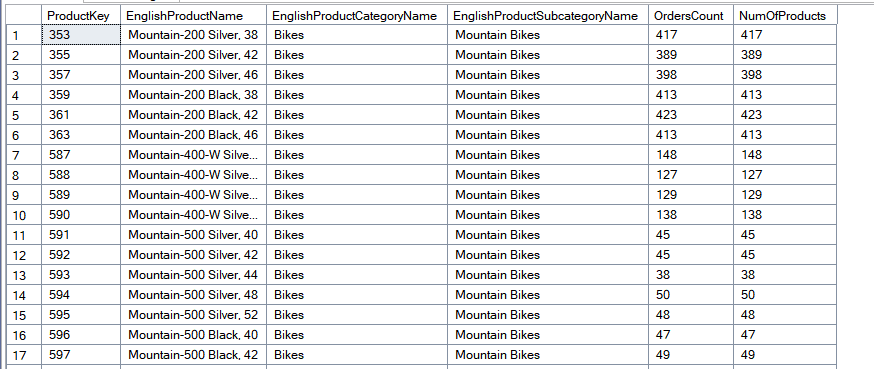 ProductKey EnglishProductName EnglishProductCategoryName EnglishProductSubcategoryName OrdersCount NumOfProducts
1 353 Mountain-200 Silver, 38 Bikes Mountain Bikes 417 417
2 355 Mountain-200 Silver, 42 Bikes Mountain Bikes 389 389
3 357 Mountain-200 Silver, 46 Bikes Mountain Bikes 398 398
4 359 Mountain-200 Black, 38 Bikes Mountain Bikes 413 413
5 361 Mountain-200 Black, 42 Bikes Mountain Bikes 423 423
6 363 Mountain-200 Black, 46 Bikes Mountain Bikes 413 413
7 587 Mountain-400-W Silve... Bikes Mountain Bikes 148 148
8 588 Mountain-400-W Silve... Bikes Mountain Bikes 127 127
9 589 Mountain-400-W Silve... Bikes Mountain Bikes 129 129
10 590 Mountain-400-W Silve... Bikes Mountain Bikes 138 138
11 591 Mountain-500 Silver, 40 Bikes Mountain Bikes 45 45
12 592 Mountain-500 Silver, 42 Bikes Mountain Bikes 45 45
13 593 Mountain-500 Silver, 44 Bikes Mountain Bikes 38 38
14 594 Mountain-500 Silver, 48 Bikes Mountain Bikes 50 50
15 595 Mountain-500 Silver, 52 Bikes Mountain Bikes 48 48
16 596 Mountain-500 Black, 40 Bikes Mountain Bikes 47 47
17 597 Mountain-500 Black, 42 Bikes Mountain Bikes 49 49